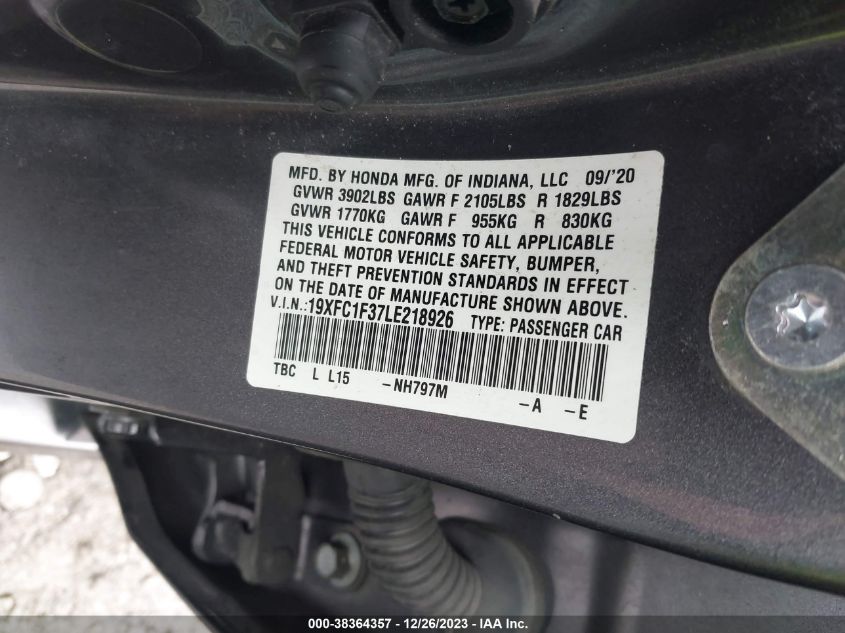 MFD. BY HONDA MFG. OF INDIANA, LLC 09/'20
GVWR 3902LBS GAWR F 2105LBS R 1829LBS
GVWR 1770KG GAWR F 955KG R 830KG
THIS VEHICLE CONFORMS TO ALL APPLICABLE
FEDERAL MOTOR VEHICLE SAFETY, BUMPER,
AND THEFT PREVENTION STANDARDS IN EFFECT
ON THE DATE OF MANUFACTURE SHOWN ABOVE.
V.I.N.:19XFC1F37LE218926 TYPE: PASSENGER CAR
TBC L L15 -NH797M -A -E
000-38364357 - 12/26/2023 - IAA Inc.